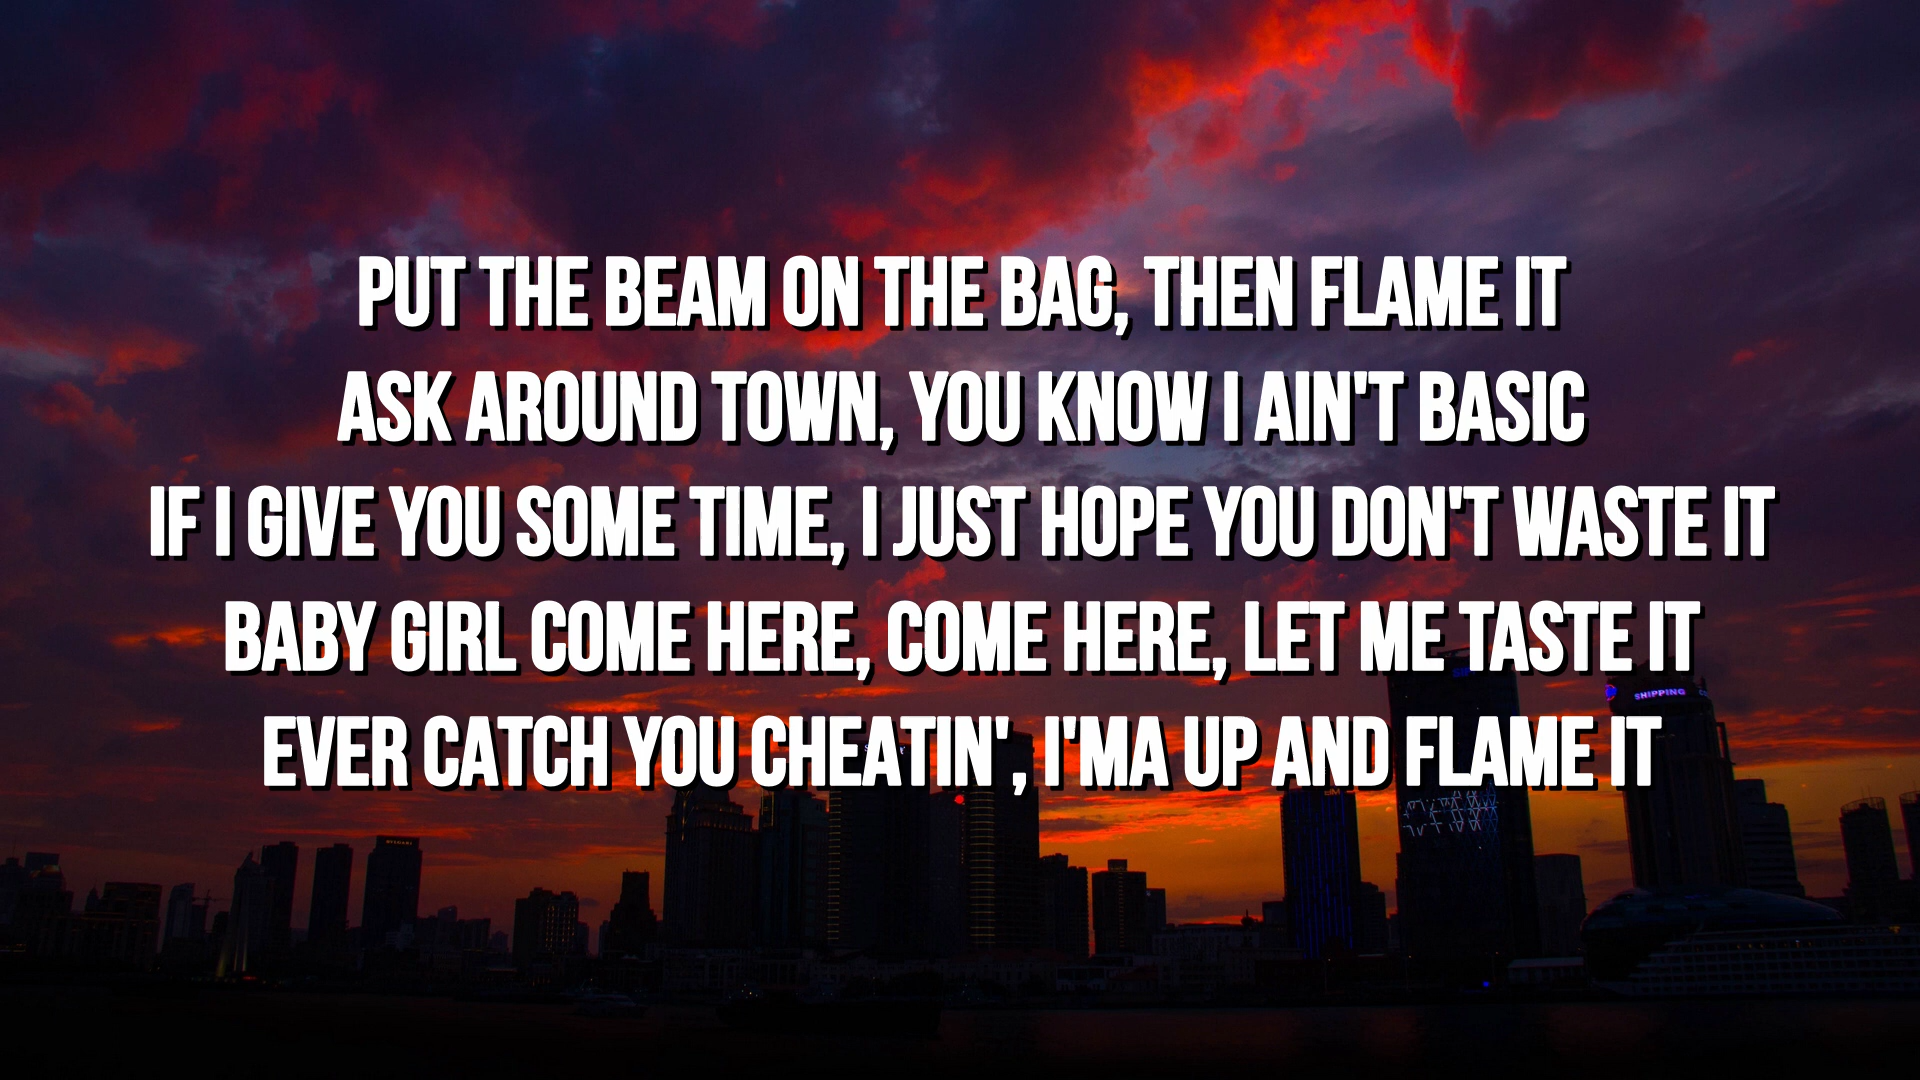 PUT THE BEAM ON THE BAG, THEN FLAME IT
ASK AROUND TOWN, YOU KNOW I AIN'T BASIC
IF I GIVE YOU SOME TIME, I JUST HOPE YOU DON'T WASTE IT
BABY GIRL COME HERE, COME HERE, LET ME TASTE IT
EVER CATCH YOU CHEATIN', I'MA UP AND FLAME IT
SHIPPING